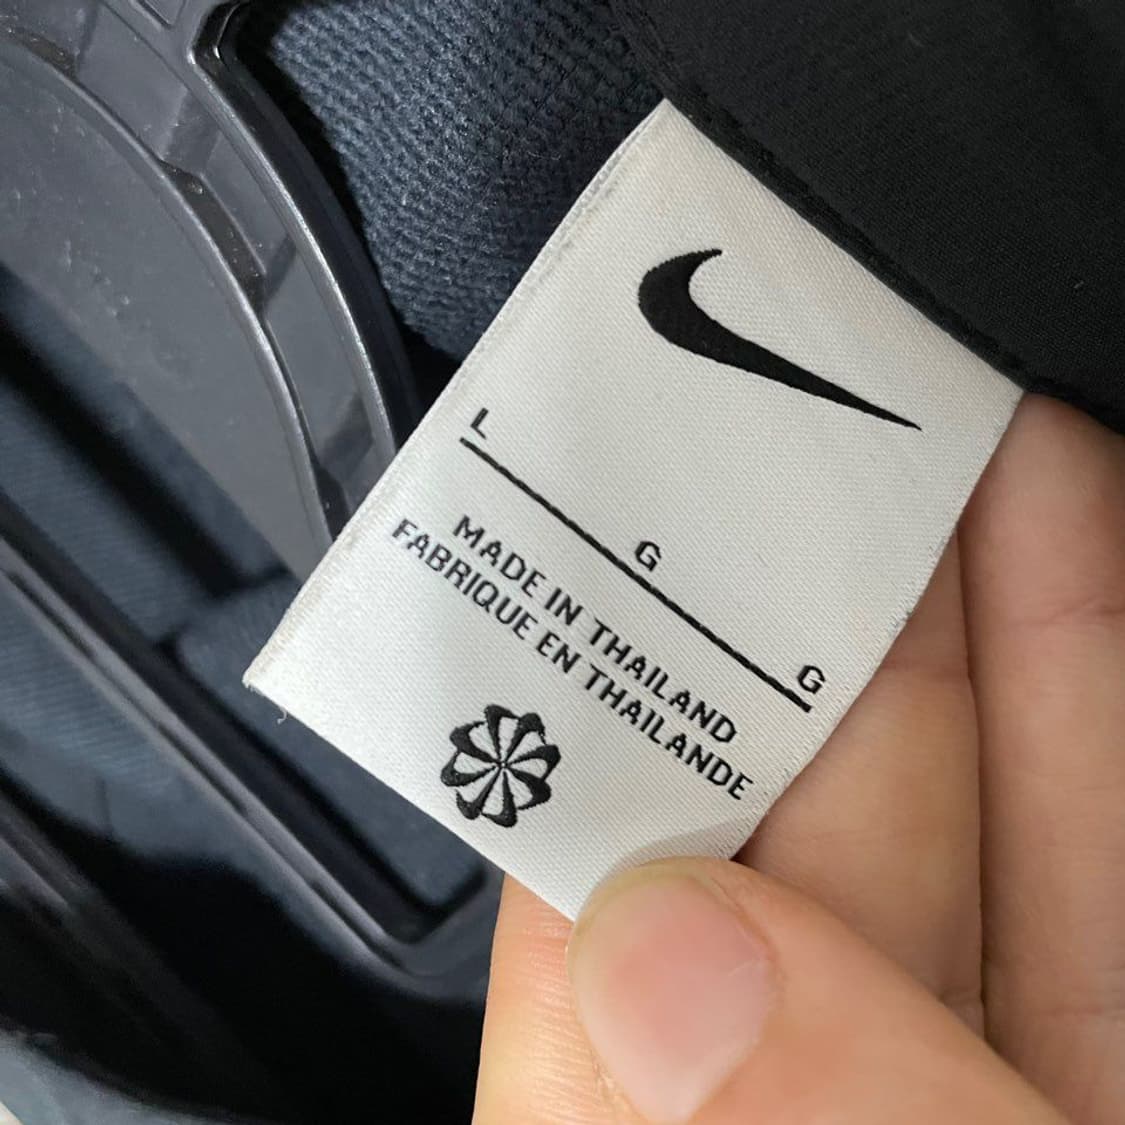 L G G
MADE IN THAILAND
FABRIQUE EN THAILANDE